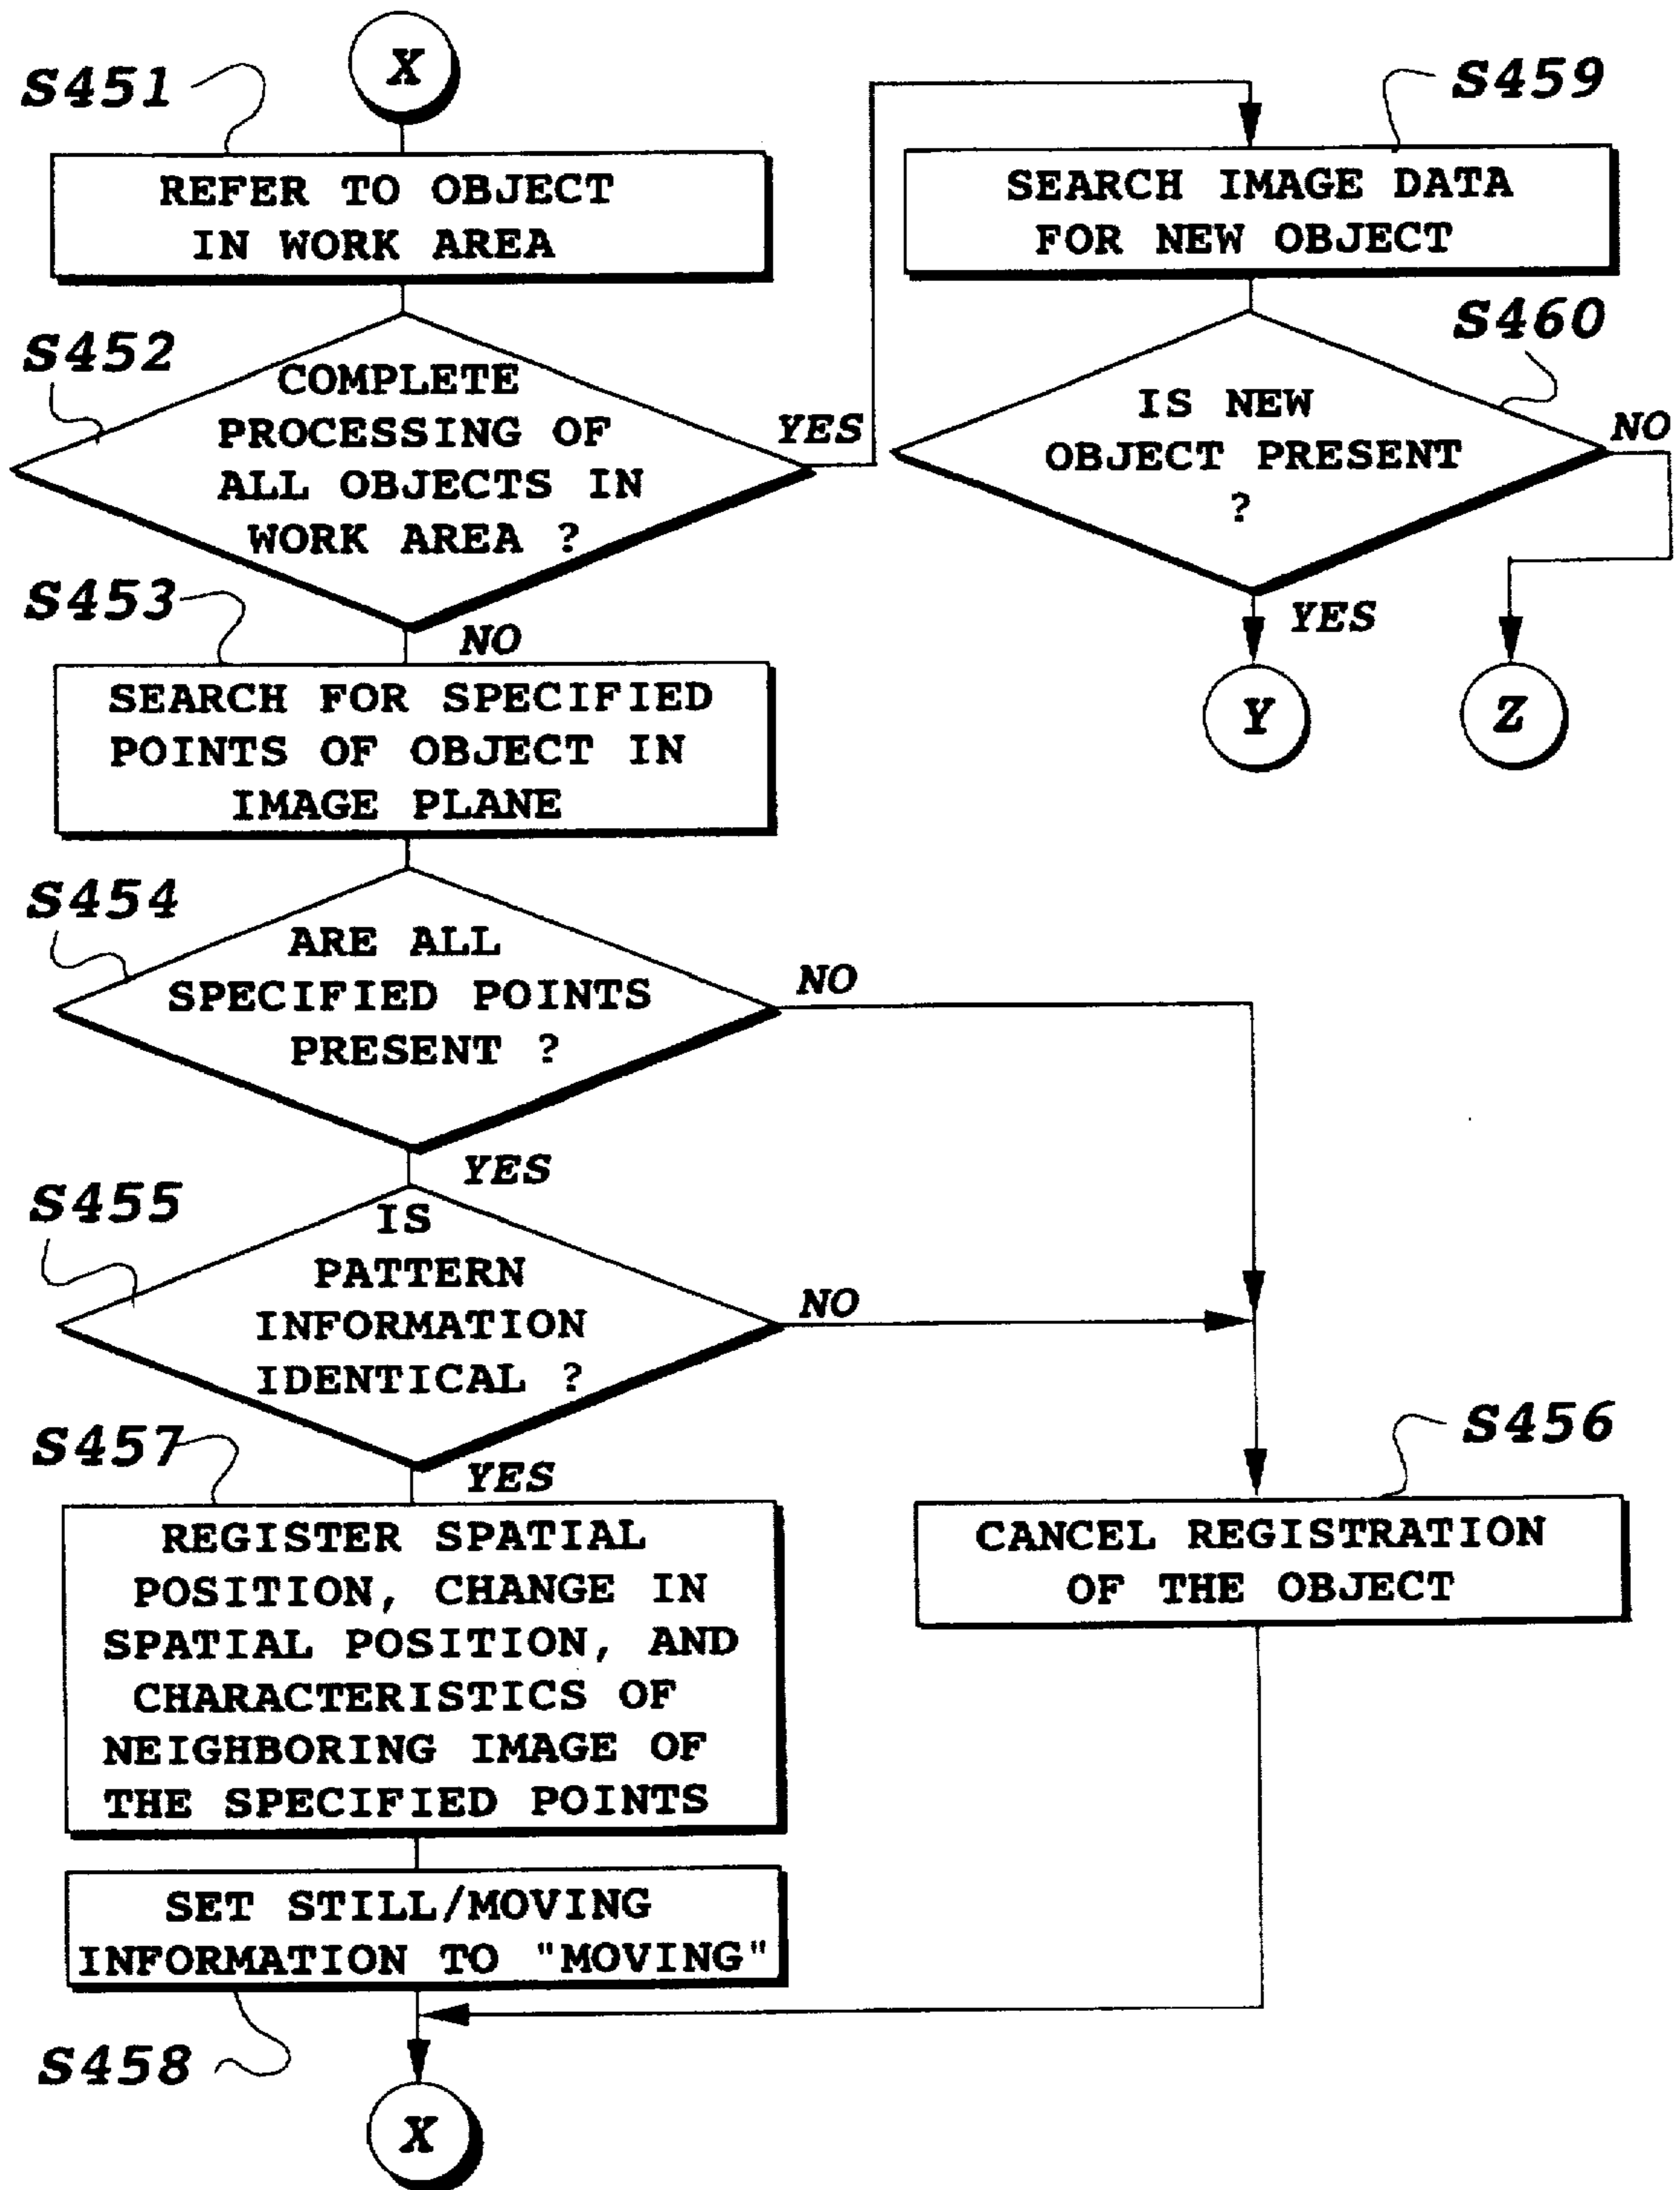 X
S451
REFER TO OBJECT
IN WORK AREA
S452
COMPLETE
PROCESSING OF
ALL OBJECTS IN
WORK AREA ?
YES
NO
S453
SEARCH FOR SPECIFIED
POINTS OF OBJECT IN
IMAGE PLANE
S454
ARE ALL
SPECIFIED POINTS
PRESENT ?
NO
YES
S455
IS
PATTERN
INFORMATION
IDENTICAL ?
NO
YES
S457
REGISTER SPATIAL
POSITION, CHANGE IN
SPATIAL POSITION, AND
CHARACTERISTICS OF
NEIGHBORING IMAGE OF
THE SPECIFIED POINTS
SET STILL/MOVING
INFORMATION TO "MOVING"
S458
X
S459
SEARCH IMAGE DATA
FOR NEW OBJECT
S460
IS NEW
OBJECT PRESENT
?
NO
YES
Y
Z
S456
CANCEL REGISTRATION
OF THE OBJECT